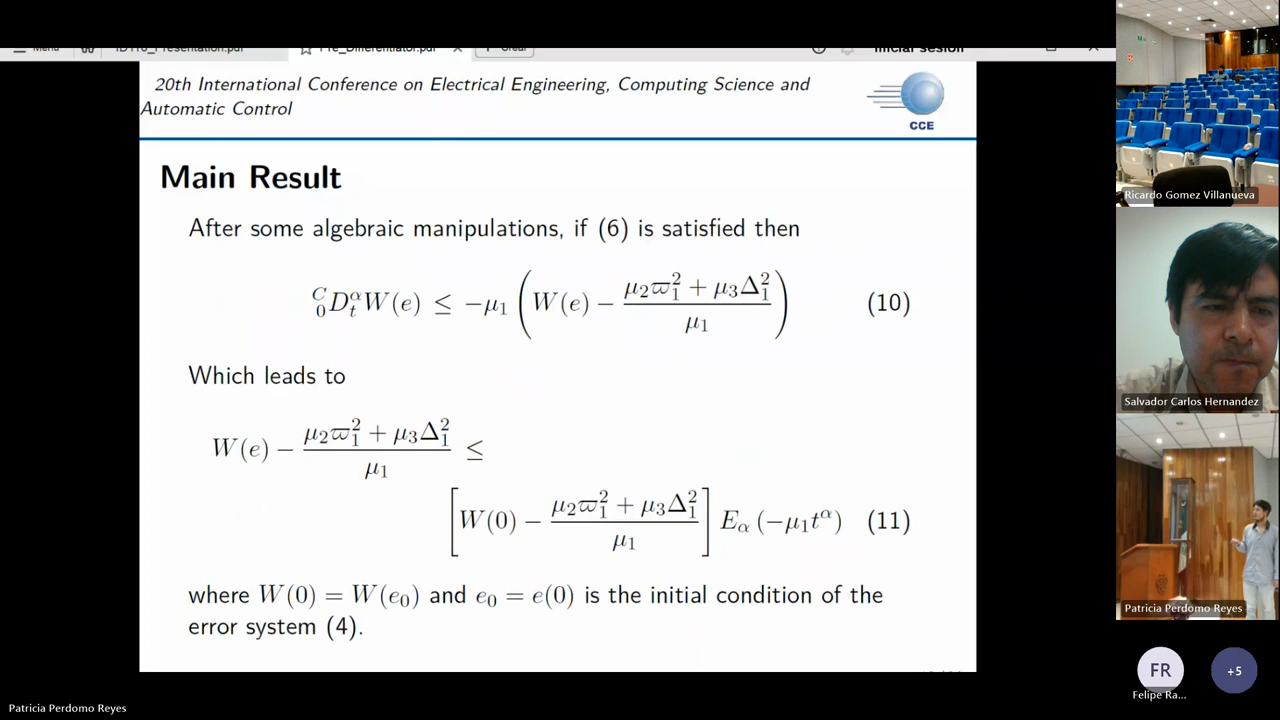 Menu
ID110_Presentation.pdf
Pre_Differentiator.pdf
Crear
Iniciar sesión
20th International Conference on Electrical Engineering, Computing Science and
Automatic Control
CCE
Main Result
After some algebraic manipulations, if (6) is satisfied then
${}^{C}_{0}D^{\alpha}_{t}W(e) \leq -\mu_1 \left( W(e) - \frac{\mu_2\varpi_1^2 + \mu_3\Delta_1^2}{\mu_1} \right)$ (10)
Which leads to
$W(e) - \frac{\mu_2\varpi_1^2 + \mu_3\Delta_1^2}{\mu_1} \leq$
$\left[ W(0) - \frac{\mu_2\varpi_1^2 + \mu_3\Delta_1^2}{\mu_1} \right] E_\alpha(-\mu_1 t^\alpha)$ (11)
where $W(0) = W(e_0)$ and $e_0 = e(0)$ is the initial condition of the
error system (4).
Ricardo Gomez Villanueva
Salvador Carlos Hernandez
Patricia Perdomo Reyes
FR
+5
Felipe Ra...
Patricia Perdomo Reyes